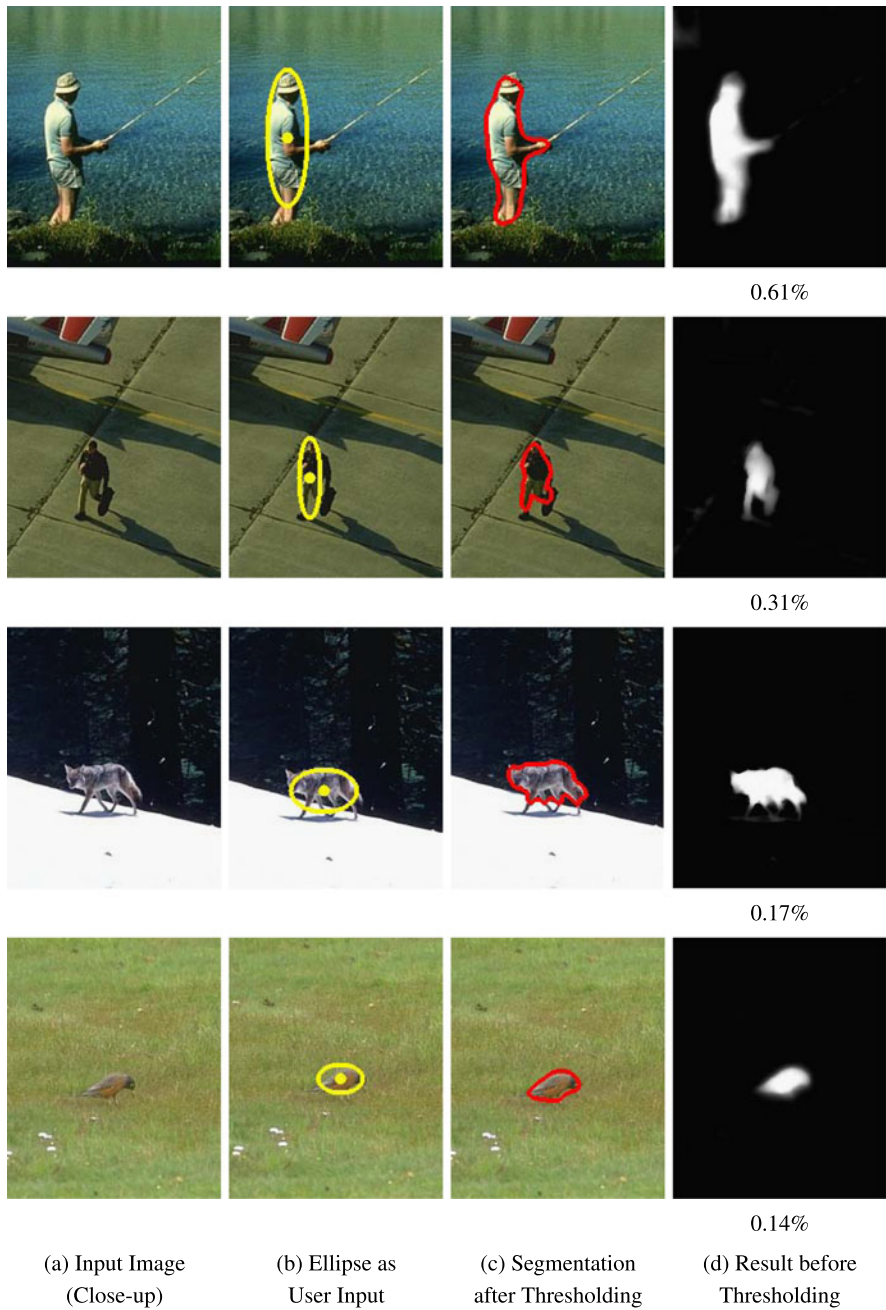 0.61%
0.31%
0.17%
0.14%
(a) Input Image
(Close-up)
(b) Ellipse as
User Input
(c) Segmentation
after Thresholding
(d) Result before
Thresholding